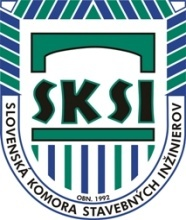 SKSI
OBN. 1992
SLOVENSKÁ KOMORA STAVEBNÝCH INŽINIEROV